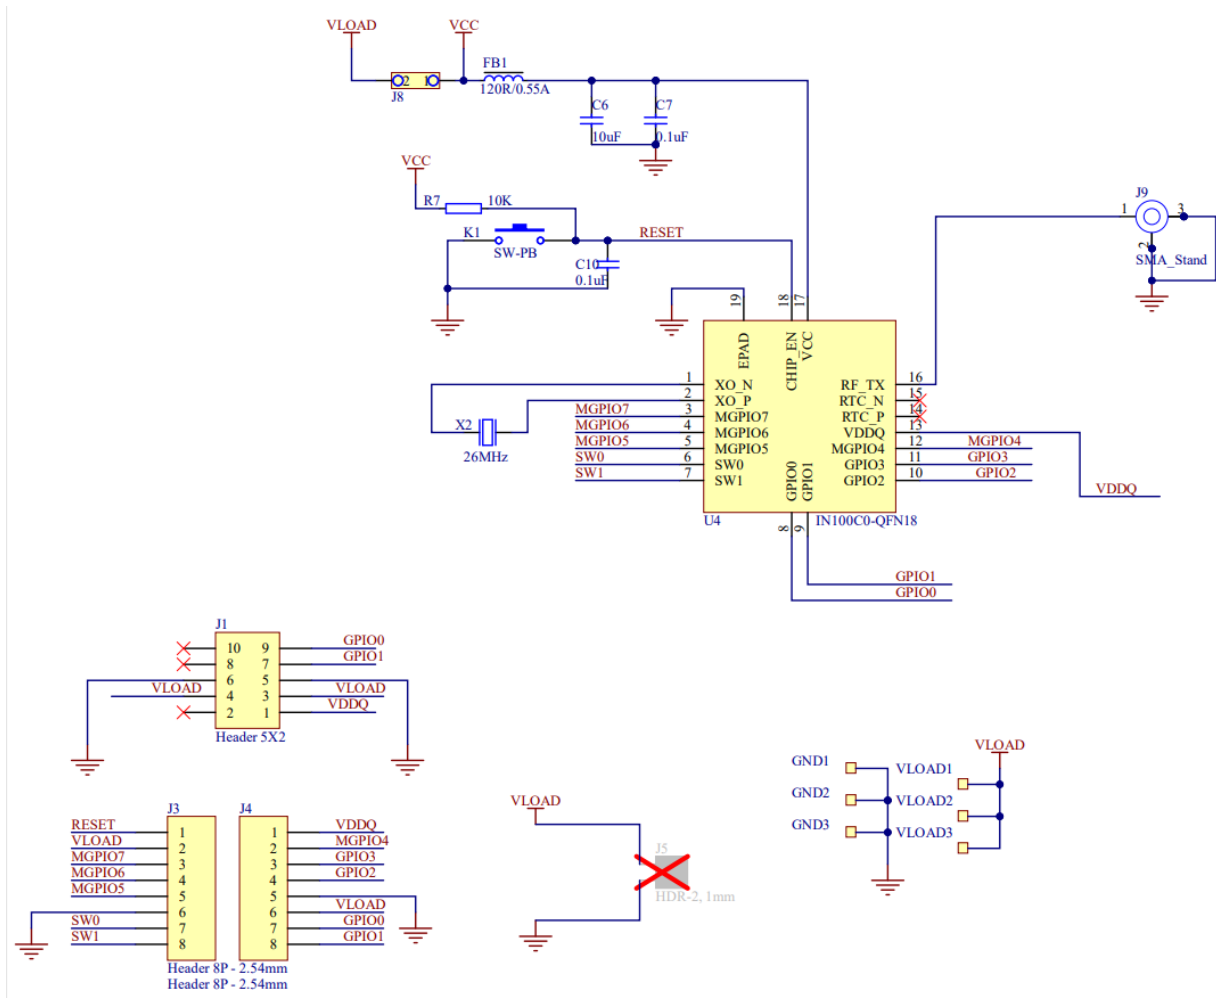 VLOAD
VCC
FB1
2 1
J8
120R/0.55A
C6
C7
10uF
0.1uF
VCC
R7
10K
K1
SW-PB
RESET
C10
0.1uF
J9
1
3
2
SMA_Stand
19
18
17
EPAD
CHIP_EN
VCC
1 XO_N
2 XO_P
MGPIO7 3 MGPIO7
MGPIO6 4 MGPIO6
MGPIO5 5 MGPIO5
SW0 6 SW0
SW1 7 SW1
X2
26MHz
RF_TX 16
RTC_N 15
RTC_P 14
VDDQ 13
MGPIO4 12 MGPIO4
GPIO3 11 GPIO3
GPIO2 10 GPIO2
VDDQ
GPIO0
GPIO1
U4
8
9
IN100C0-QFN18
GPIO1
GPIO0
J1
10 9 GPIO0
8 7 GPIO1
6 5
VLOAD 4 3 VLOAD
2 1 VDDQ
Header 5X2
J3
RESET 1
VLOAD 2
MGPIO7 3
MGPIO6 4
MGPIO5 5
6
SW0 7
SW1 8
Header 8P - 2.54mm
J4
1 VDDQ
2 MGPIO4
3 GPIO3
4 GPIO2
5
6 VLOAD
7 GPIO0
8 GPIO1
Header 8P - 2.54mm
VLOAD
J5
HDR-2, 1mm
GND1
GND2
GND3
VLOAD
VLOAD1
VLOAD2
VLOAD3